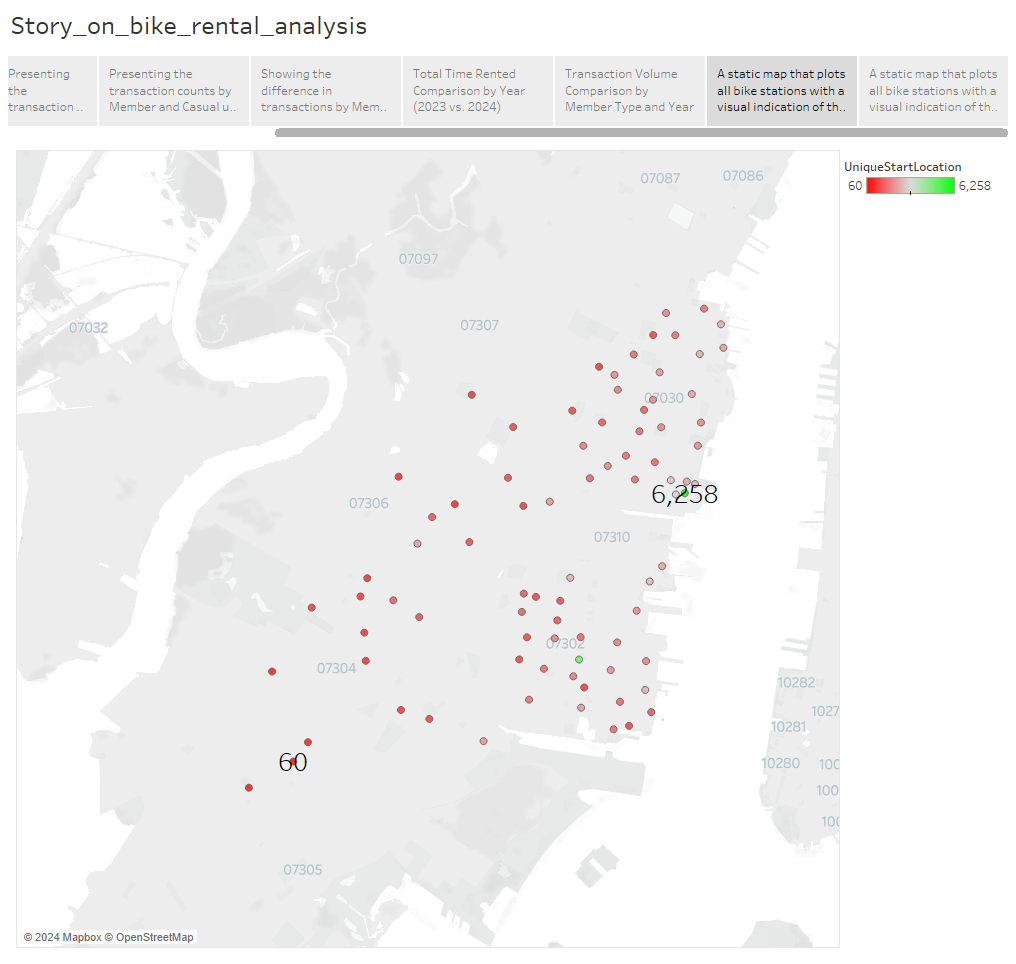 Story_on_bike_rental_analysis
Presenting
the
transaction ..
Presenting the
transaction counts by
Member and Casual u..
Showing the
difference in
transactions by Mem..
Total Time Rented
Comparison by Year
(2023 vs. 2024)
Transaction Volume
Comparison by
Member Type and Year
A static map that plots
all bike stations with a
visual indication of th..
A static map that plots
all bike stations with a
visual indication of th..
UniqueStartLocation
60 6,258
07087 07086
07097
07307
07032
07030
6,258
07306
07310
07302
07304
10282
1027
10281
60
10280 100
100
100
07305
© 2024 Mapbox © OpenStreetMap